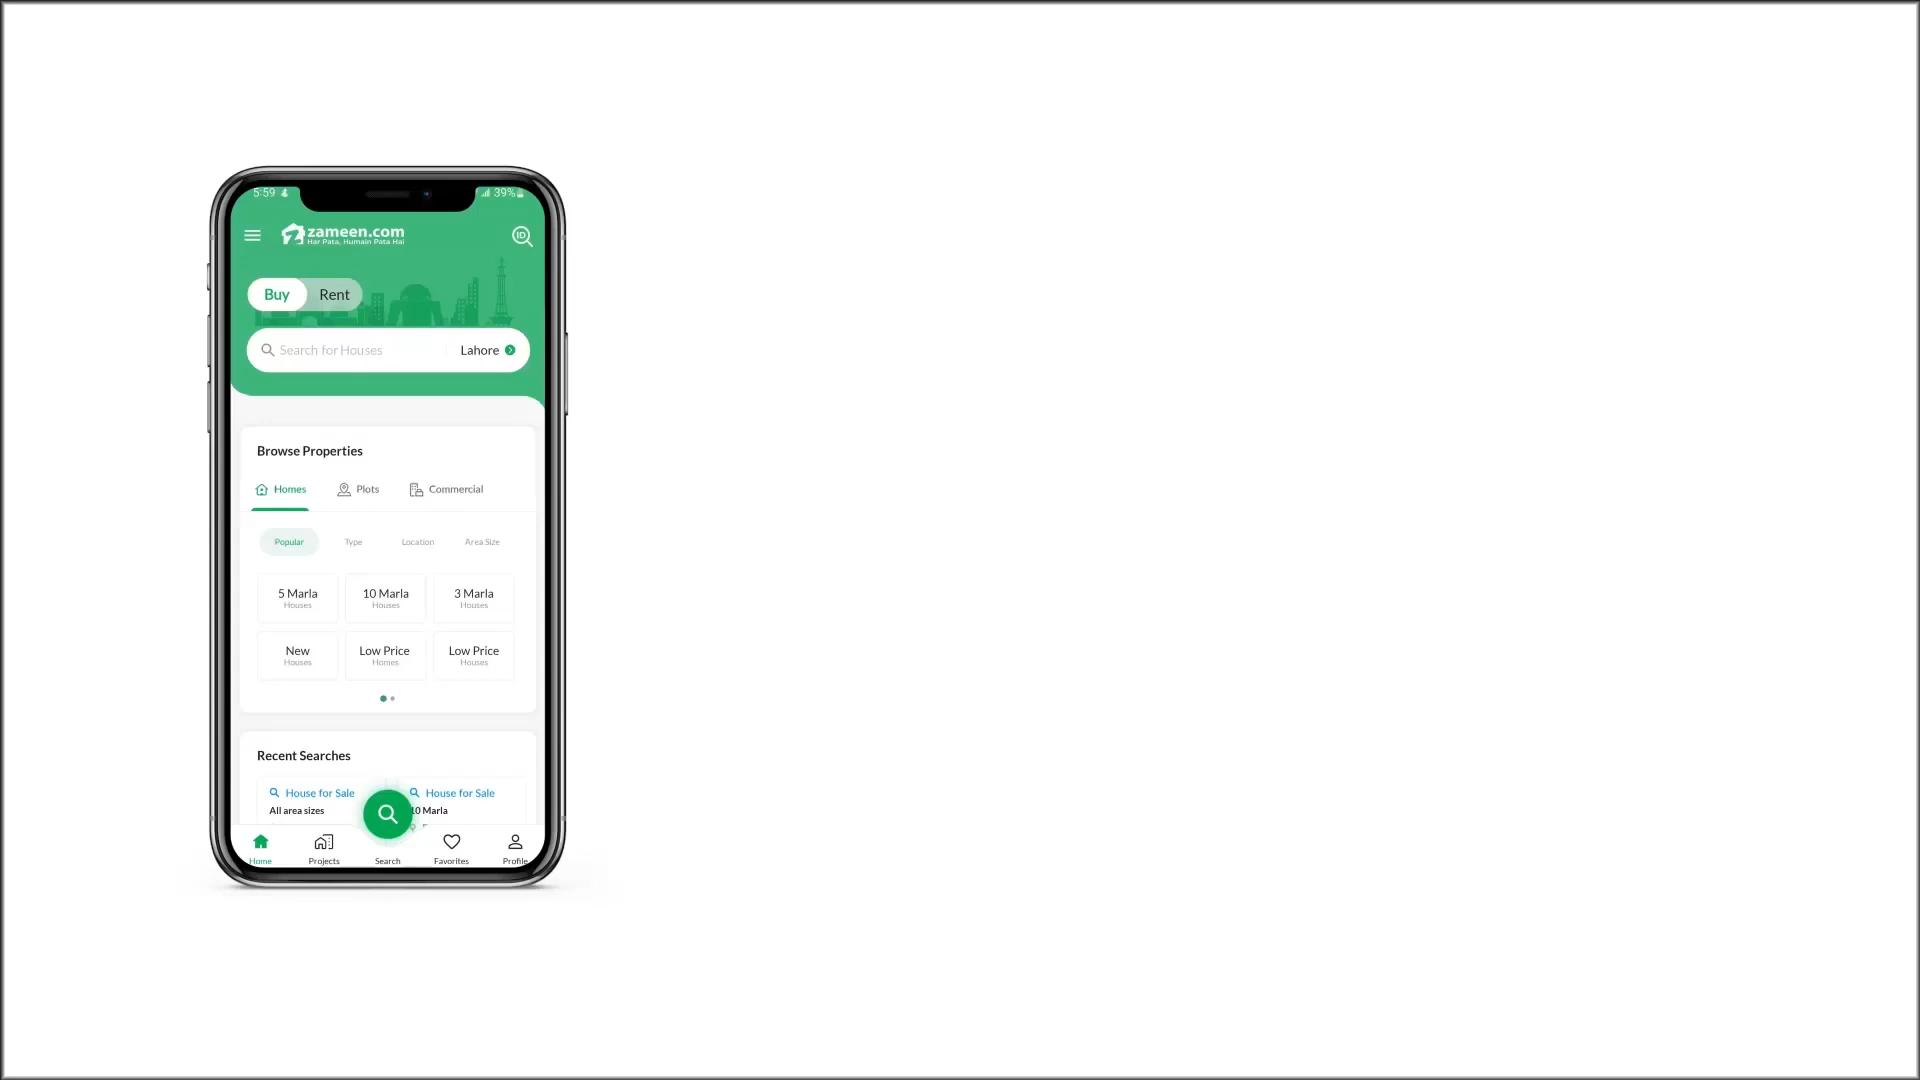 5:59
39%
zameen.com
Har Pata, Humain Pata Hai
ID
Buy Rent
Search for Houses Lahore
Browse Properties
Homes Plots Commercial
Popular Type Location Area Size
5 Marla 10 Marla 3 Marla
Houses Houses Houses
New Low Price Low Price
Houses Homes Houses
Recent Searches
House for Sale House for Sale
All area sizes 10 Marla
Home Projects Search Favorites Profile